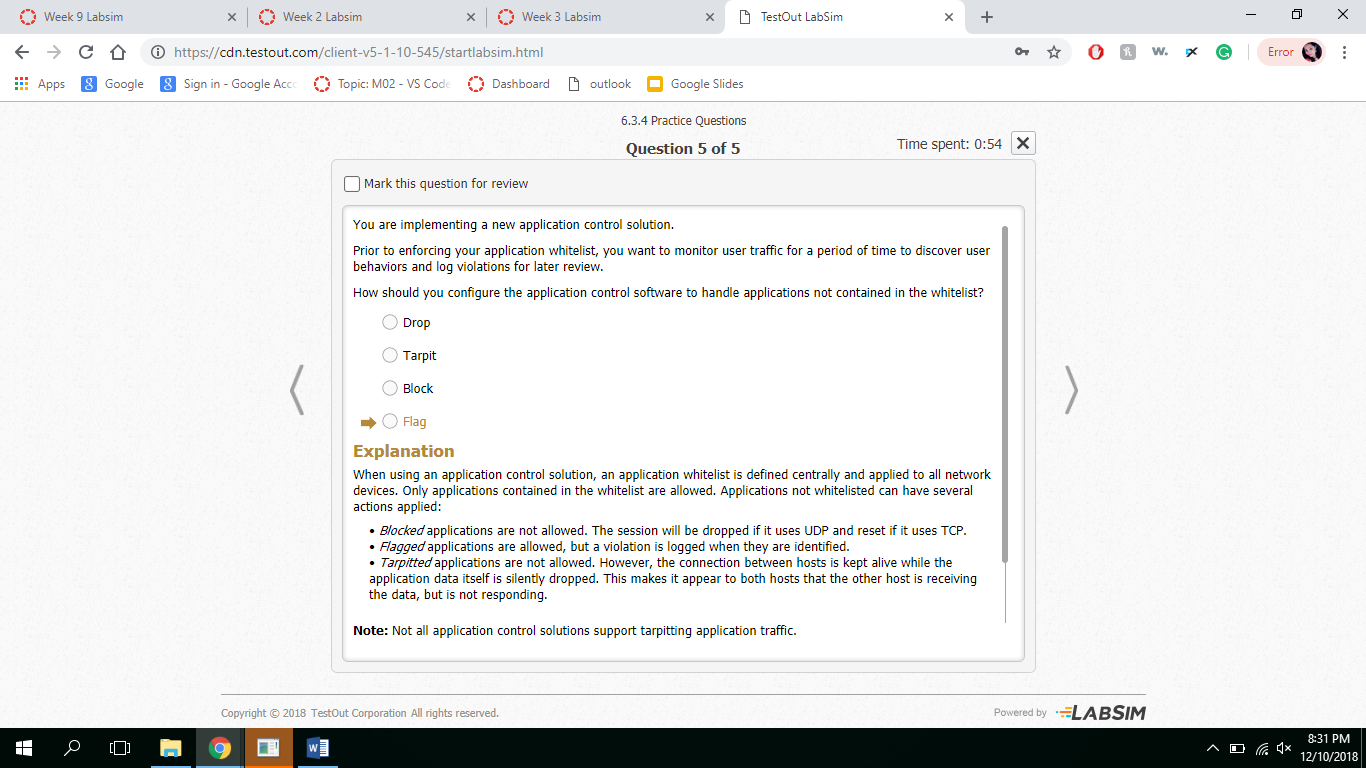 Week 9 Labsim
Week 2 Labsim
Week 3 Labsim
TestOut LabSim
https://cdn.testout.com/client-v5-1-10-545/startlabsim.html
Error
Apps
Google
Sign in - Google Acc
Topic: M02 - VS Code
Dashboard
outlook
Google Slides
6.3.4 Practice Questions
Question 5 of 5
Time spent: 0:54
Mark this question for review
You are implementing a new application control solution.
Prior to enforcing your application whitelist, you want to monitor user traffic for a period of time to discover user
behaviors and log violations for later review.
How should you configure the application control software to handle applications not contained in the whitelist?
Drop
Tarpit
Block
Flag
Explanation
When using an application control solution, an application whitelist is defined centrally and applied to all network
devices. Only applications contained in the whitelist are allowed. Applications not whitelisted can have several
actions applied:
• Blocked applications are not allowed. The session will be dropped if it uses UDP and reset if it uses TCP.
• Flagged applications are allowed, but a violation is logged when they are identified.
• Tarpitted applications are not allowed. However, the connection between hosts is kept alive while the
application data itself is silently dropped. This makes it appear to both hosts that the other host is receiving
the data, but is not responding.
Note: Not all application control solutions support tarpitting application traffic.
Copyright © 2018 TestOut Corporation All rights reserved.
Powered by LABSIM
8:31 PM
12/10/2018